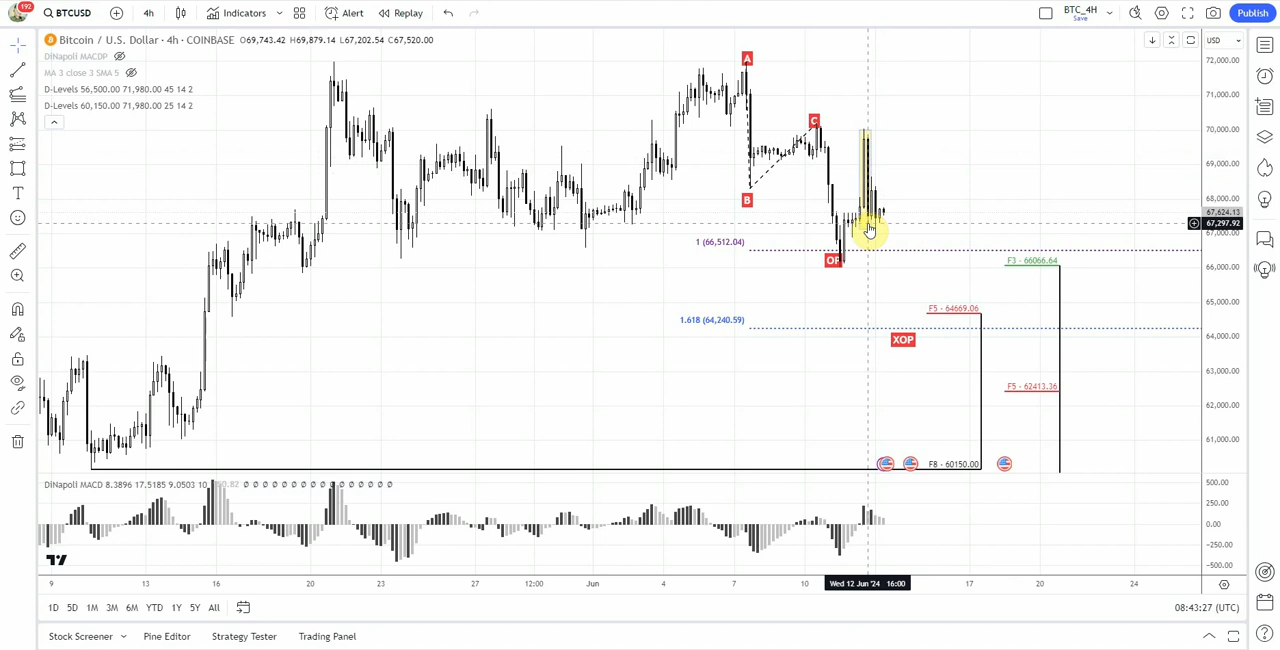 192
BTCUSD
4h
Indicators
Alert
Replay
BTC_4H
Save
Publish
Bitcoin / U.S. Dollar · 4h · COINBASE O69,743.42 H69,879.14 L67,202.54 C67,520.00
USD
DiNapoli MACDP
MA 3 close 3 SMA 5
D-Levels 56,500.00 71,980.00 45 14 2
D-Levels 60,150.00 71,980.00 25 14 2
A
C
B
OP
XOP
1 (66,512.04)
1.618 (64,240.59)
F3 - 66066.64
F5 - 64669.06
F5 - 62413.36
F8 - 60150.00
72,000.00
71,000.00
70,000.00
69,000.00
68,000.00
67,624.13
67,297.92
67,000.00
66,000.00
65,000.00
64,000.00
63,000.00
62,000.00
61,000.00
DiNapoli MACD 8.3896 17.5185 9.0503 10
500.00
250.00
0.00
−250.00
−500.00
9
13
16
20
23
27
12:00
Jun
4
7
10
Wed 12 Jun '24 16:00
17
20
24
1D 5D 1M 3M 6M YTD 1Y 5Y All
08:43:27 (UTC)
Stock Screener
Pine Editor
Strategy Tester
Trading Panel